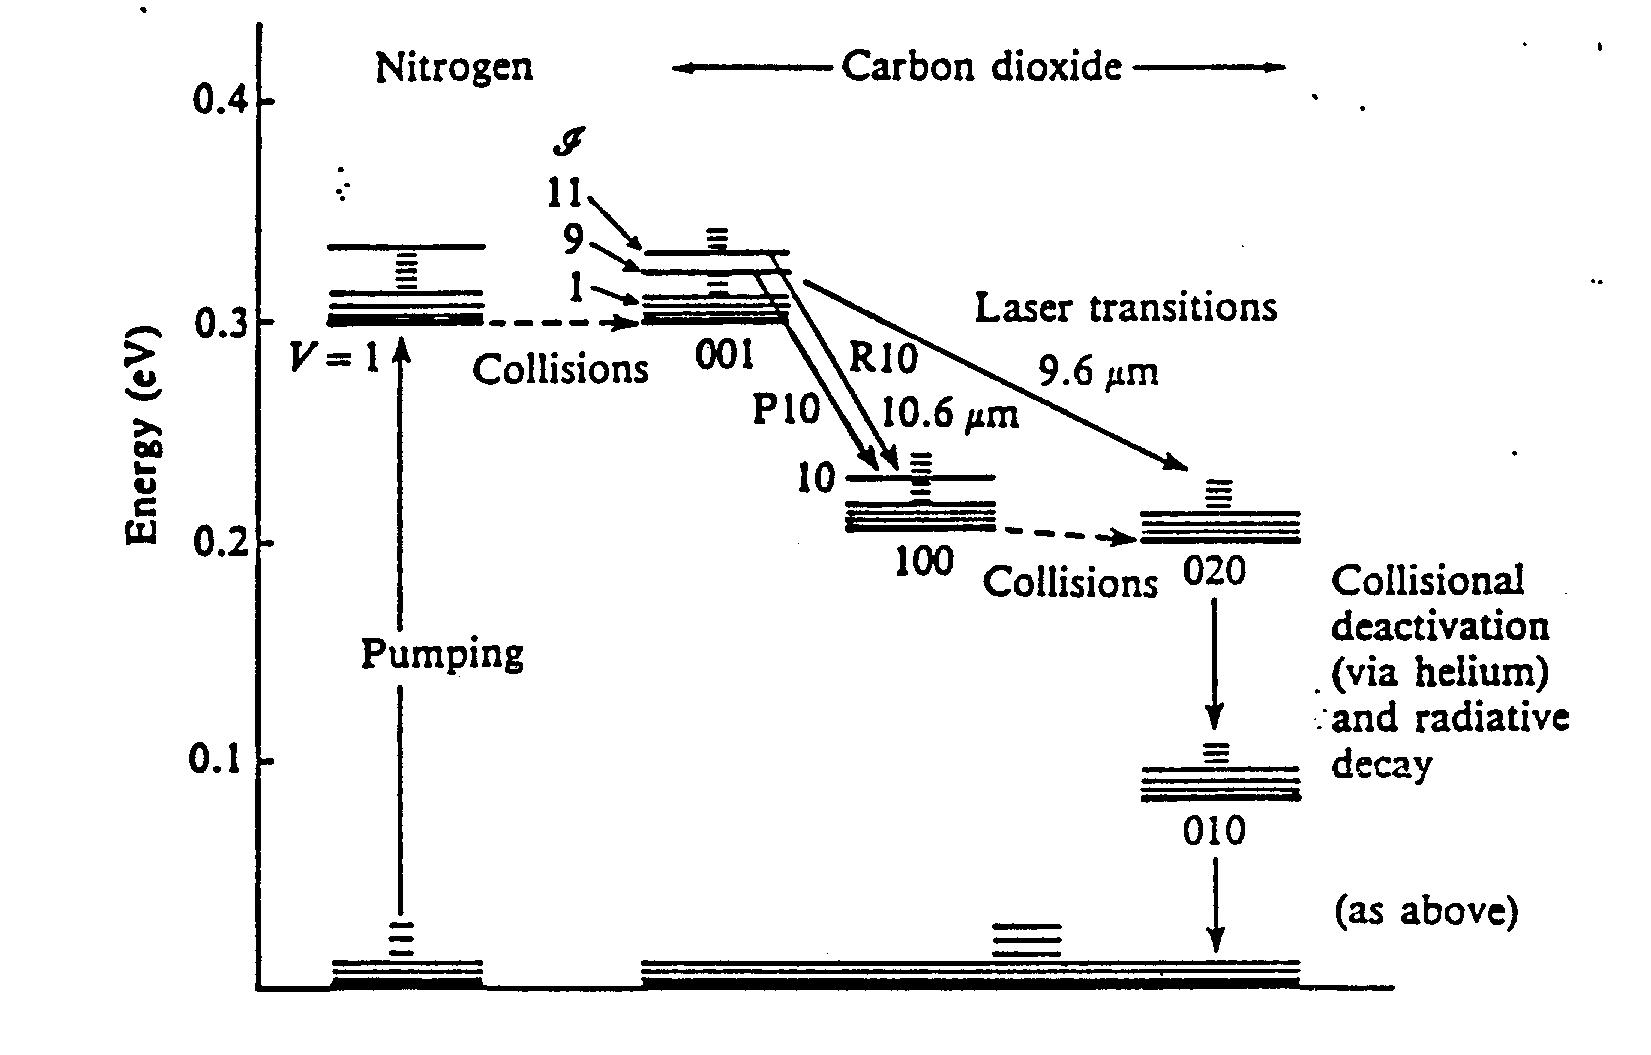 Nitrogen
Carbon dioxide
0.4
𝒥
11
9
1
0.3
V = 1
Collisions
001
Laser transitions
9.6 μm
R10
P10
10.6 μm
10
Energy (eV)
0.2
100
Collisions
020
Collisional
deactivation
(via helium)
and radiative
decay
Pumping
0.1
010
(as above)